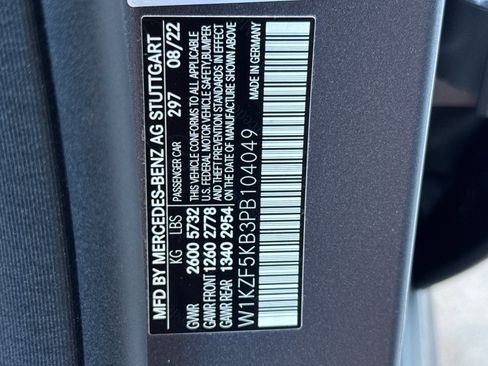 MFD BY MERCEDES-BENZ AG STUTTGART
PASSENGER CAR 297 08/22
KG LBS
GVWR 2600 5732
GAWR FRONT 1260 2778
GAWR REAR 1340 2954
THIS VEHICLE CONFORMS TO ALL APPLICABLE
U.S. FEDERAL MOTOR VEHICLE SAFETY, BUMPER
AND THEFT PREVENTION STANDARDS IN EFFECT
ON THE DATE OF MANUFACTURE SHOWN ABOVE
W1KZF5KB3PB104049
MADE IN GERMANY